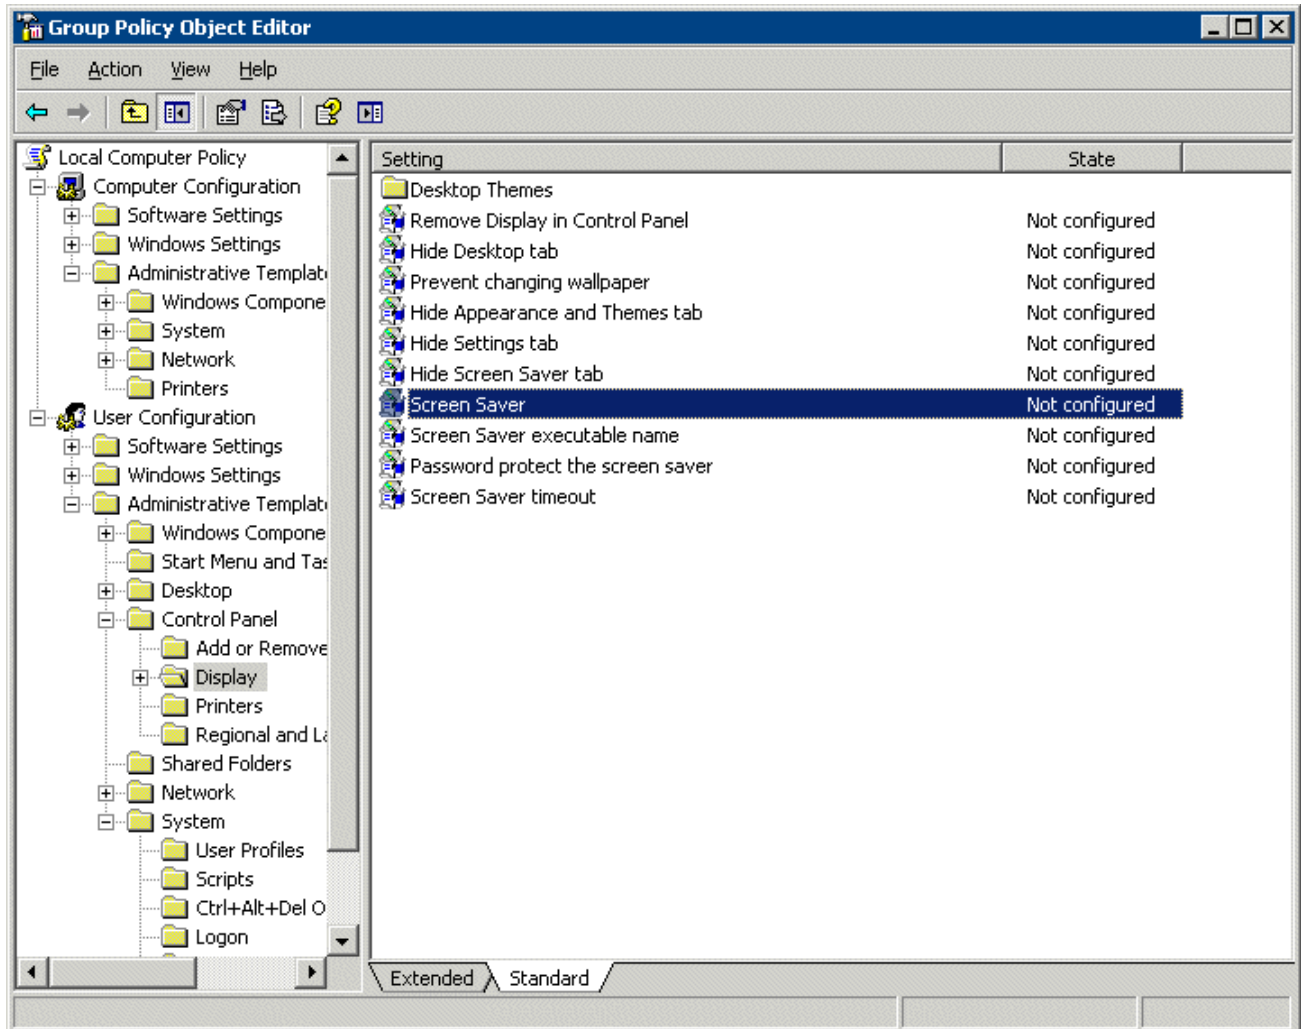 Group Policy Object Editor
File Action View Help
Local Computer Policy
Computer Configuration
Software Settings
Windows Settings
Administrative Templat
Windows Compone
System
Network
Printers
User Configuration
Software Settings
Windows Settings
Administrative Templat
Windows Compone
Start Menu and Tas
Desktop
Control Panel
Add or Remove
Display
Printers
Regional and La
Shared Folders
Network
System
User Profiles
Scripts
Ctrl+Alt+Del O
Logon
Setting State
Desktop Themes
Remove Display in Control Panel Not configured
Hide Desktop tab Not configured
Prevent changing wallpaper Not configured
Hide Appearance and Themes tab Not configured
Hide Settings tab Not configured
Hide Screen Saver tab Not configured
Screen Saver Not configured
Screen Saver executable name Not configured
Password protect the screen saver Not configured
Screen Saver timeout Not configured
Extended Standard